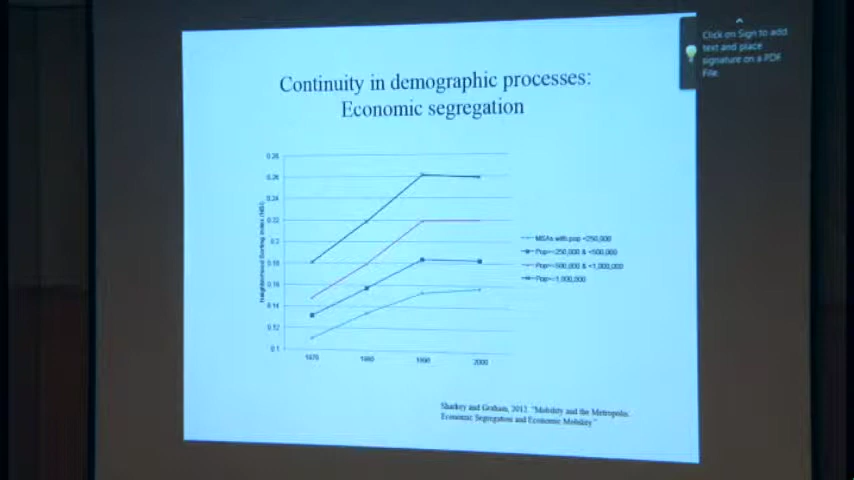 Click on Sign to add
text and place
signature on a PDF
File.
Continuity in demographic processes:
Economic segregation
0.28
0.26
0.24
0.22
0.2
0.18
0.16
0.14
0.12
0.1
Neighborhood Sorting Index (NSI)
1970
1980
1990
2000
MSAs with pop <250,000
Pop>=250,000 & <500,000
Pop>=500,000 & <1,000,000
Pop>=1,000,000
Sharkey and Graham, 2013. "Mobility and the Metropolis:
Economic Segregation and Economic Mobility"